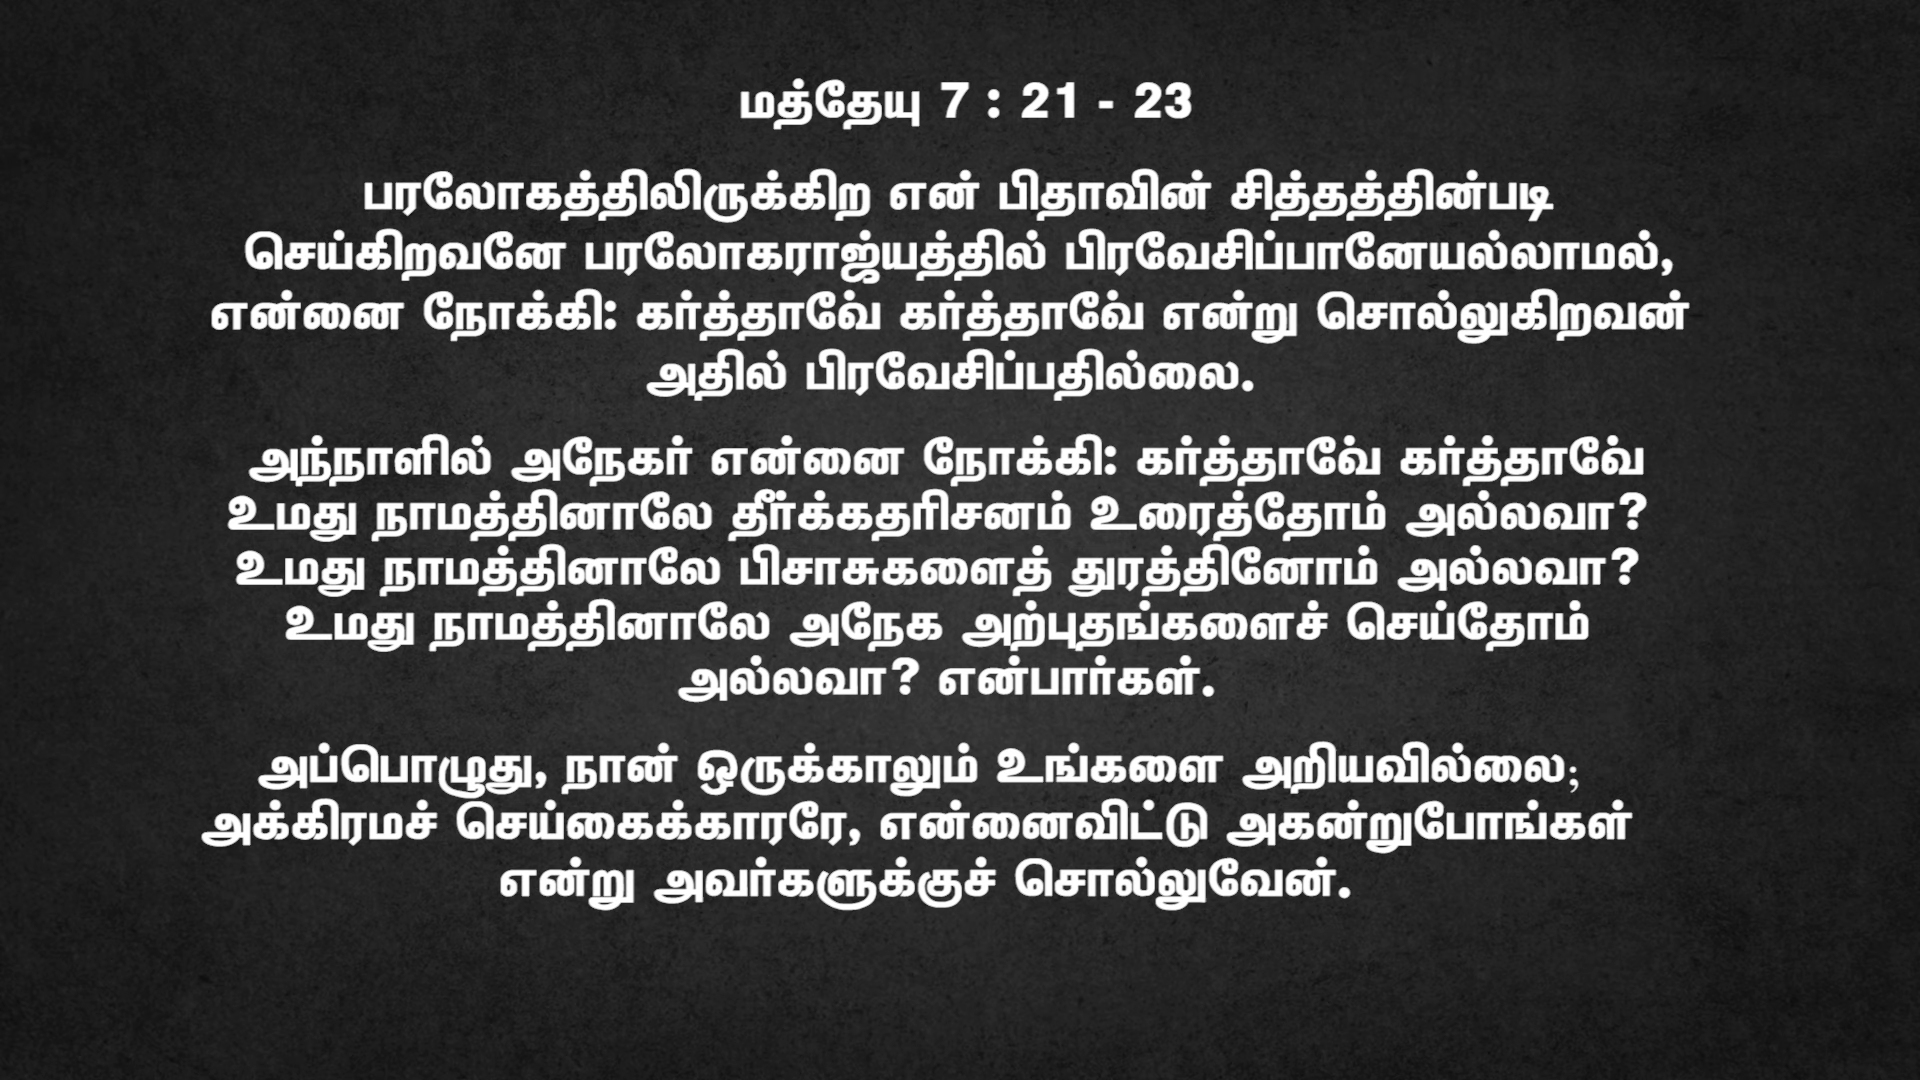 மத்தேயு 7 : 21 - 23
பரலோகத்திலிருக்கிற என் பிதாவின் சித்தத்தின்படி
செய்கிறவனே பரலோகராஜ்யத்தில் பிரவேசிப்பானேயல்லாமல்,
என்னை நோக்கி: கர்த்தாவே கர்த்தாவே என்று சொல்லுகிறவன்
அதில் பிரவேசிப்பதில்லை.
அந்நாளில் அநேகர் என்னை நோக்கி: கர்த்தாவே கர்த்தாவே
உமது நாமத்தினாலே தீர்க்கதரிசனம் உரைத்தோம் அல்லவா?
உமது நாமத்தினாலே பிசாசுகளைத் துரத்தினோம் அல்லவா?
உமது நாமத்தினாலே அநேக அற்புதங்களைச் செய்தோம்
அல்லவா? என்பார்கள்.
அப்பொழுது, நான் ஒருக்காலும் உங்களை அறியவில்லை;
அக்கிரமச் செய்கைக்காரரே, என்னைவிட்டு அகன்றுபோங்கள்
என்று அவர்களுக்குச் சொல்லுவேன்.